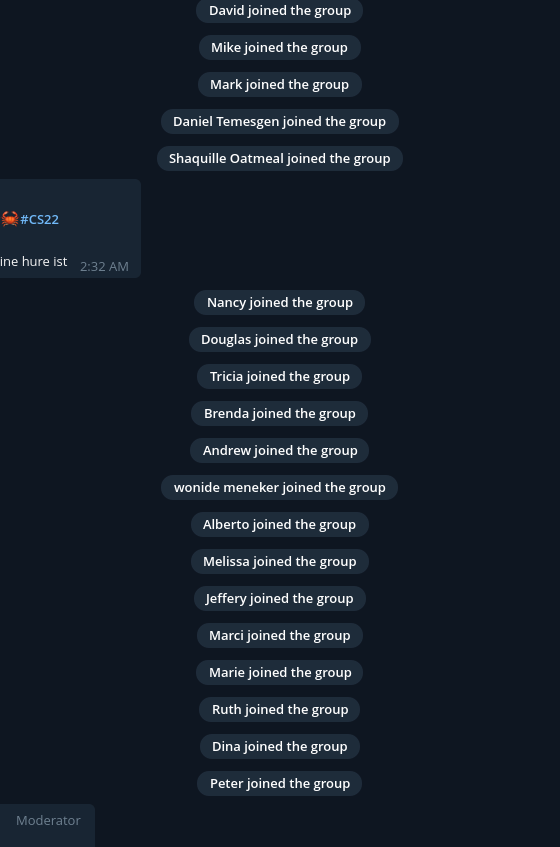 David joined the group
Mike joined the group
Mark joined the group
Daniel Temesgen joined the group
Shaquille Oatmeal joined the group
🦀#CS22
ine hure ist 2:32 AM
Nancy joined the group
Douglas joined the group
Tricia joined the group
Brenda joined the group
Andrew joined the group
wonide meneker joined the group
Alberto joined the group
Melissa joined the group
Jeffery joined the group
Marci joined the group
Marie joined the group
Ruth joined the group
Dina joined the group
Peter joined the group
Moderator